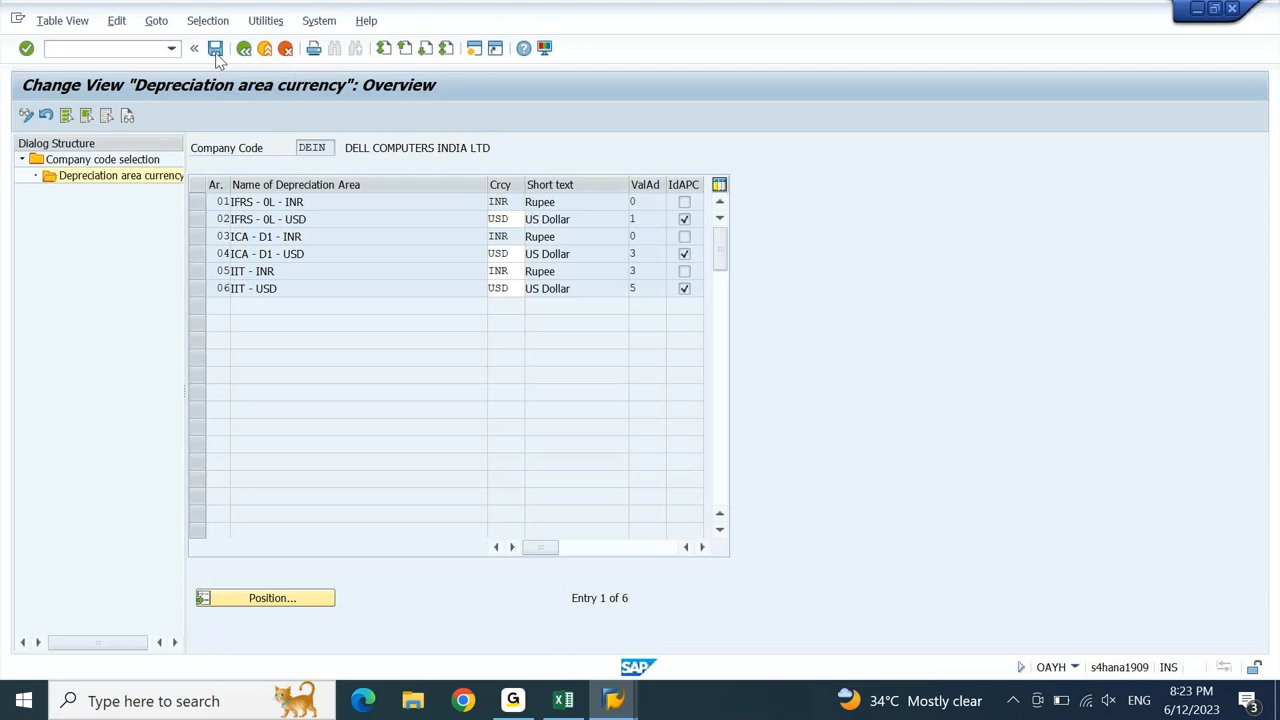 Table View Edit Goto Selection Utilities System Help
Change View "Depreciation area currency": Overview
Dialog Structure
Company code selection
Depreciation area currency
Company Code DEIN DELL COMPUTERS INDIA LTD
Ar. Name of Depreciation Area Crcy Short text ValAd IdAPC
01 IFRS - 0L - INR INR Rupee 0
02 IFRS - 0L - USD USD US Dollar 1
03 ICA - D1 - INR INR Rupee 0
04 ICA - D1 - USD USD US Dollar 3
05 IIT - INR INR Rupee 3
06 IIT - USD USD US Dollar 5
Position... Entry 1 of 6
SAP
OAYH s4hana1909 INS
Type here to search
34°C Mostly clear
ENG
8:23 PM
6/12/2023
3